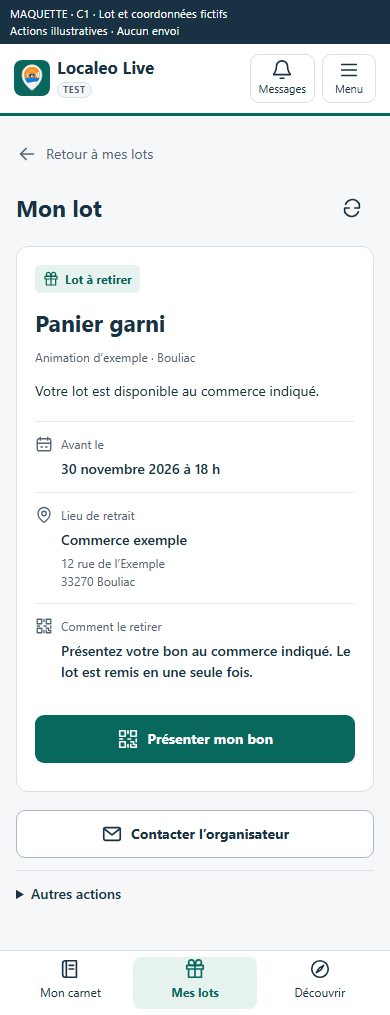 MAQUETTE · C1 · Lot et coordonnées fictifs
Actions illustratives · Aucun envoi
Localeo Live
TEST
Messages
Menu
Retour à mes lots
Mon lot
Lot à retirer
Panier garni
Animation d’exemple · Bouliac
Votre lot est disponible au commerce indiqué.
Avant le
30 novembre 2026 à 18 h
Lieu de retrait
Commerce exemple
12 rue de l’Exemple
33270 Bouliac
Comment le retirer
Présentez votre bon au commerce indiqué. Le
lot est remis en une seule fois.
Présenter mon bon
Contacter l’organisateur
Autres actions
Mon carnet
Mes lots
Découvrir